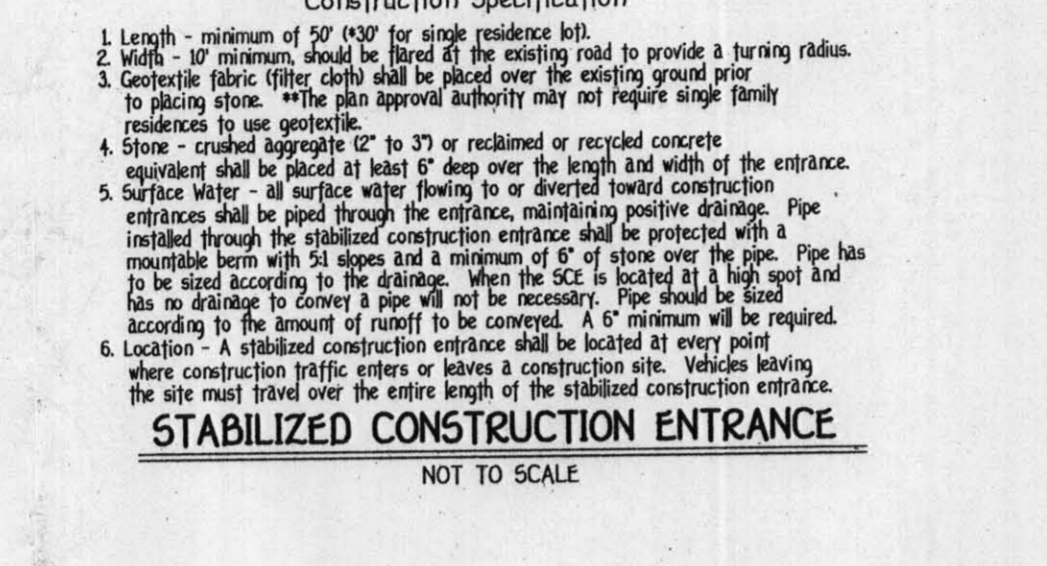 Construction Specification
1. Length - minimum of 50' (*30' for single residence lot).
2. Width - 10' minimum, should be flared at the existing road to provide a turning radius.
3. Geotextile fabric (filter cloth) shall be placed over the existing ground prior
to placing stone. **The plan approval authority may not require single family
residences to use geotextile.
4. Stone - crushed aggregate (2" to 3") or reclaimed or recycled concrete
equivalent shall be placed at least 6" deep over the length and width of the entrance.
5. Surface Water - all surface water flowing to or diverted toward construction
entrances shall be piped through the entrance, maintaining positive drainage. Pipe
installed through the stabilized construction entrance shall be protected with a
mountable berm with 5:1 slopes and a minimum of 6" of stone over the pipe. Pipe has
to be sized according to the drainage. When the SCE is located at a high spot and
has no drainage to convey a pipe will not be necessary. Pipe should be sized
according to the amount of runoff to be conveyed. A 6" minimum will be required.
6. Location - A stabilized construction entrance shall be located at every point
where construction traffic enters or leaves a construction site. Vehicles leaving
the site must travel over the entire length of the stabilized construction entrance.
STABILIZED CONSTRUCTION ENTRANCE
NOT TO SCALE